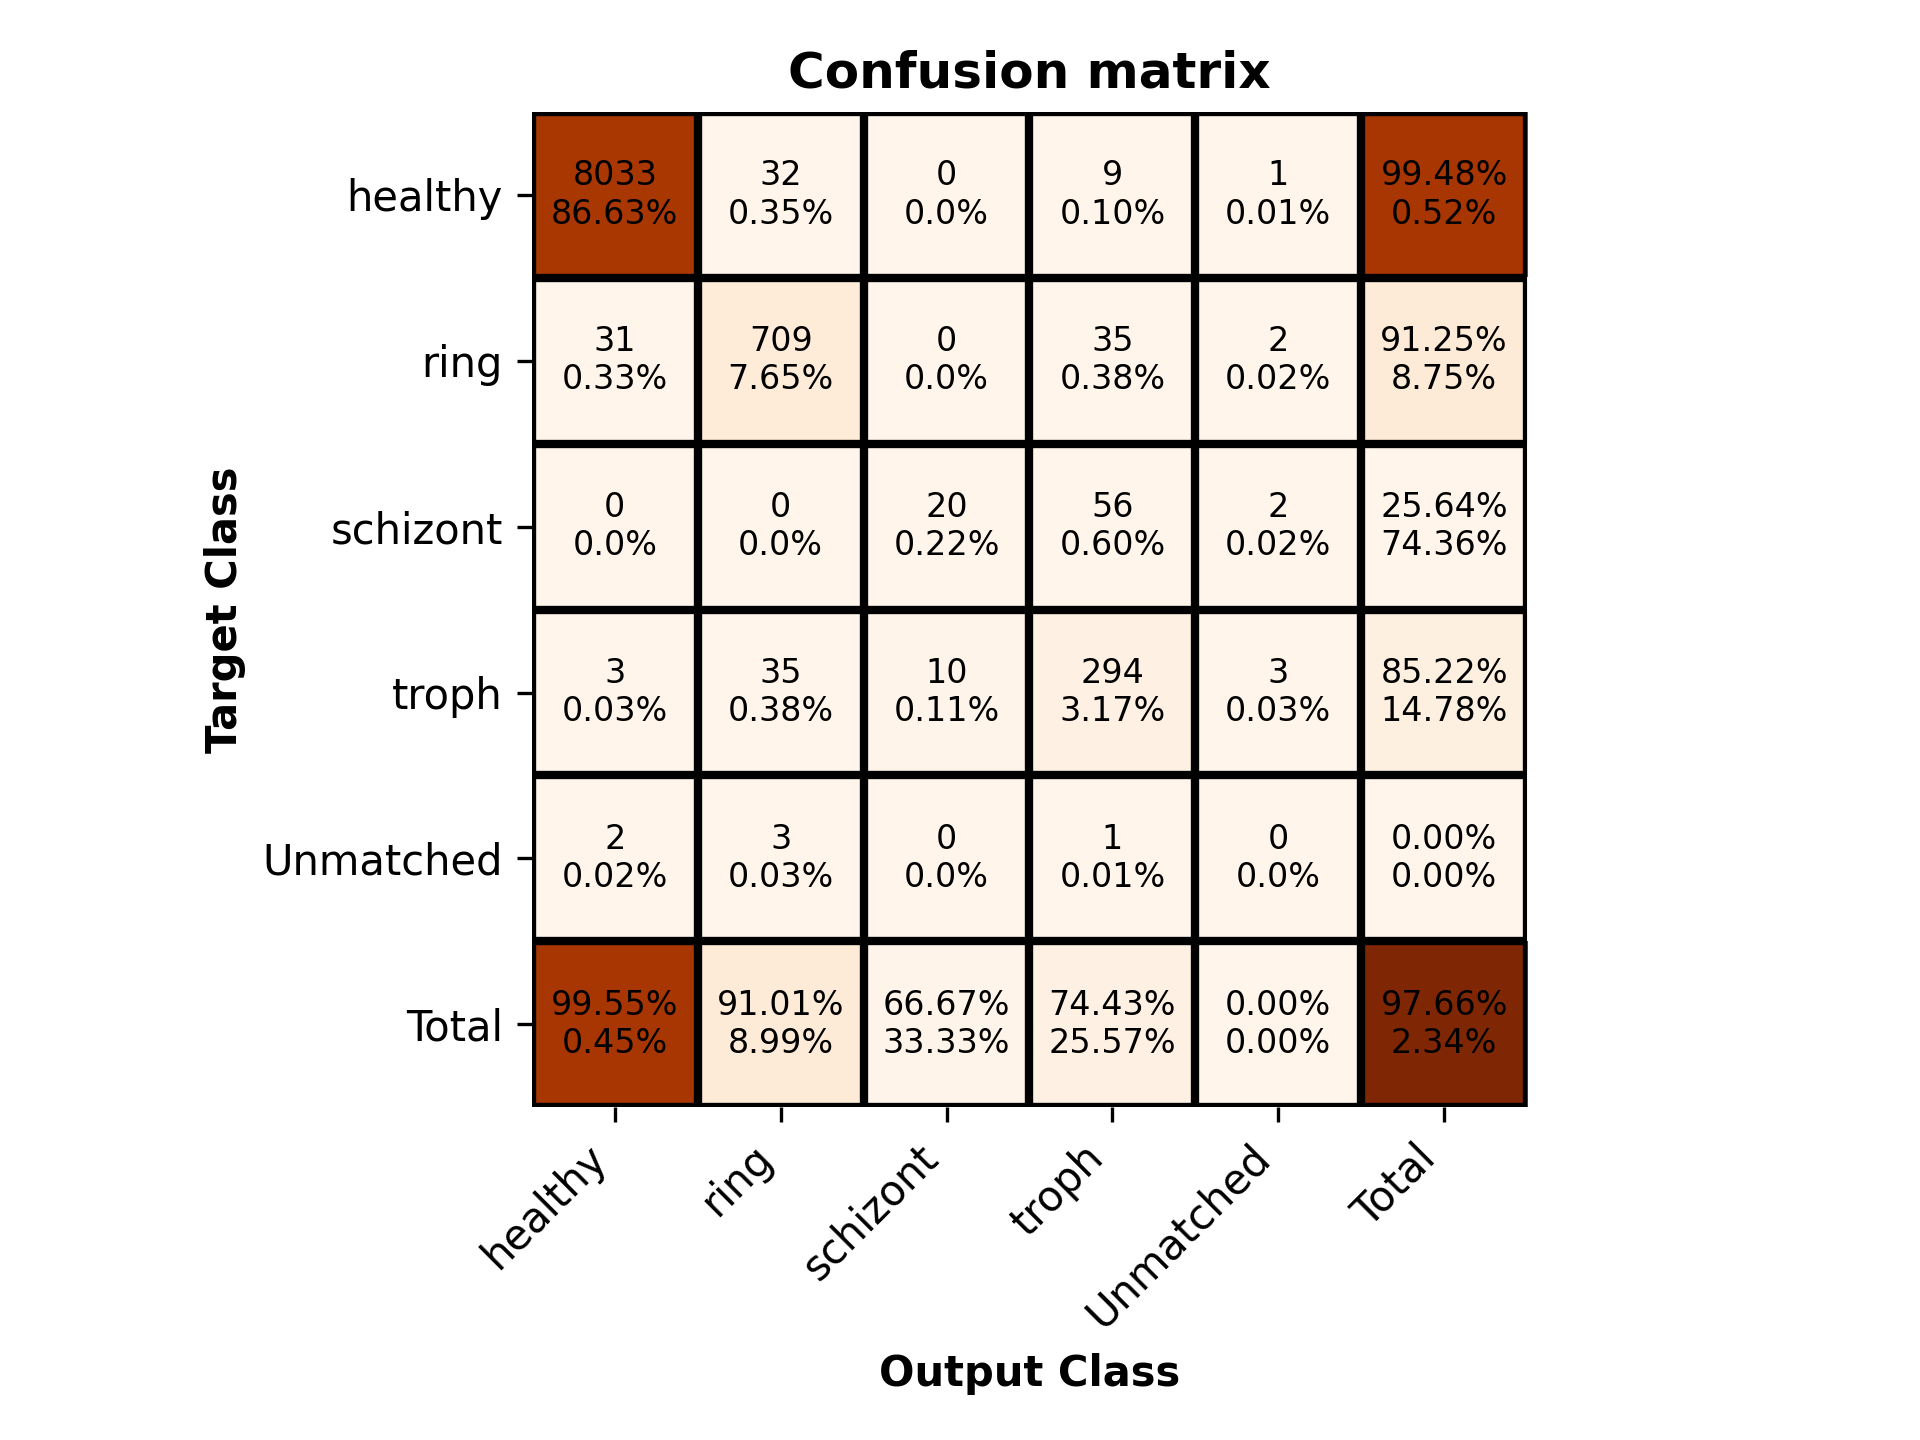 Confusion matrix
healthy
8033 32 0 9 1 99.48%
86.63% 0.35% 0.0% 0.10% 0.01% 0.52%
ring
31 709 0 35 2 91.25%
0.33% 7.65% 0.0% 0.38% 0.02% 8.75%
schizont
0 0 20 56 2 25.64%
0.0% 0.0% 0.22% 0.60% 0.02% 74.36%
troph
3 35 10 294 3 85.22%
0.03% 0.38% 0.11% 3.17% 0.03% 14.78%
Unmatched
2 3 0 1 0 0.00%
0.02% 0.03% 0.0% 0.01% 0.0% 0.00%
Total
99.55% 91.01% 66.67% 74.43% 0.00% 97.66%
0.45% 8.99% 33.33% 25.57% 0.00% 2.34%
Target Class
healthy ring schizont troph Unmatched Total
Output Class